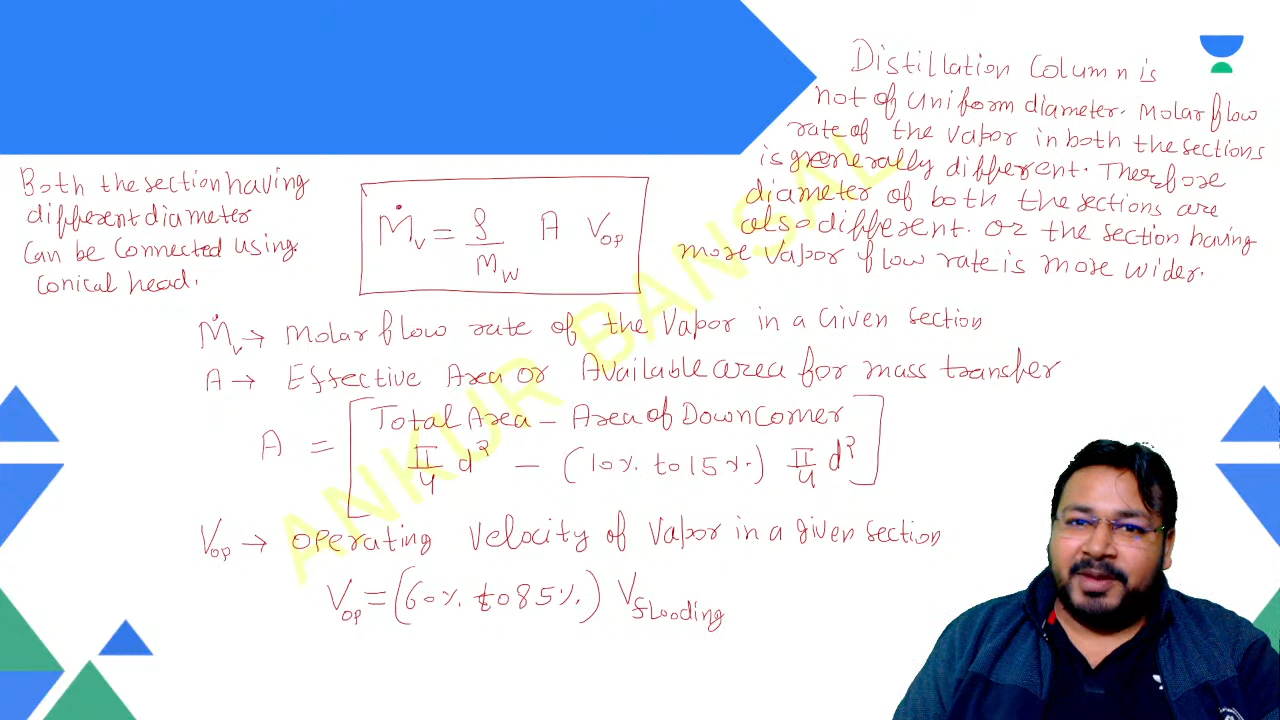 Distillation Column is
not of Uniform diameter. Molar flow
rate of the Vapor in both the sections
is generally different. Therefore
diameter of both the sections are
also different. or the section having
more Vapor flow rate is more wider.
Both the section having
different diameter
Can be Connected Using
Conical head.
Ṁv = ρ/Mw A Vop
Ṁv → Molar flow rate of the Vapor in a Given section
A → Effective Area or Available area for mass transfer
A = [Total Area - Area of Downcomer
π/4 d² - (10% to 15%) π/4 d²]
Vop → Operating Velocity of Vapor in a given section
Vop = (60% to 85%) Vflooding
ANKUR BANSAL